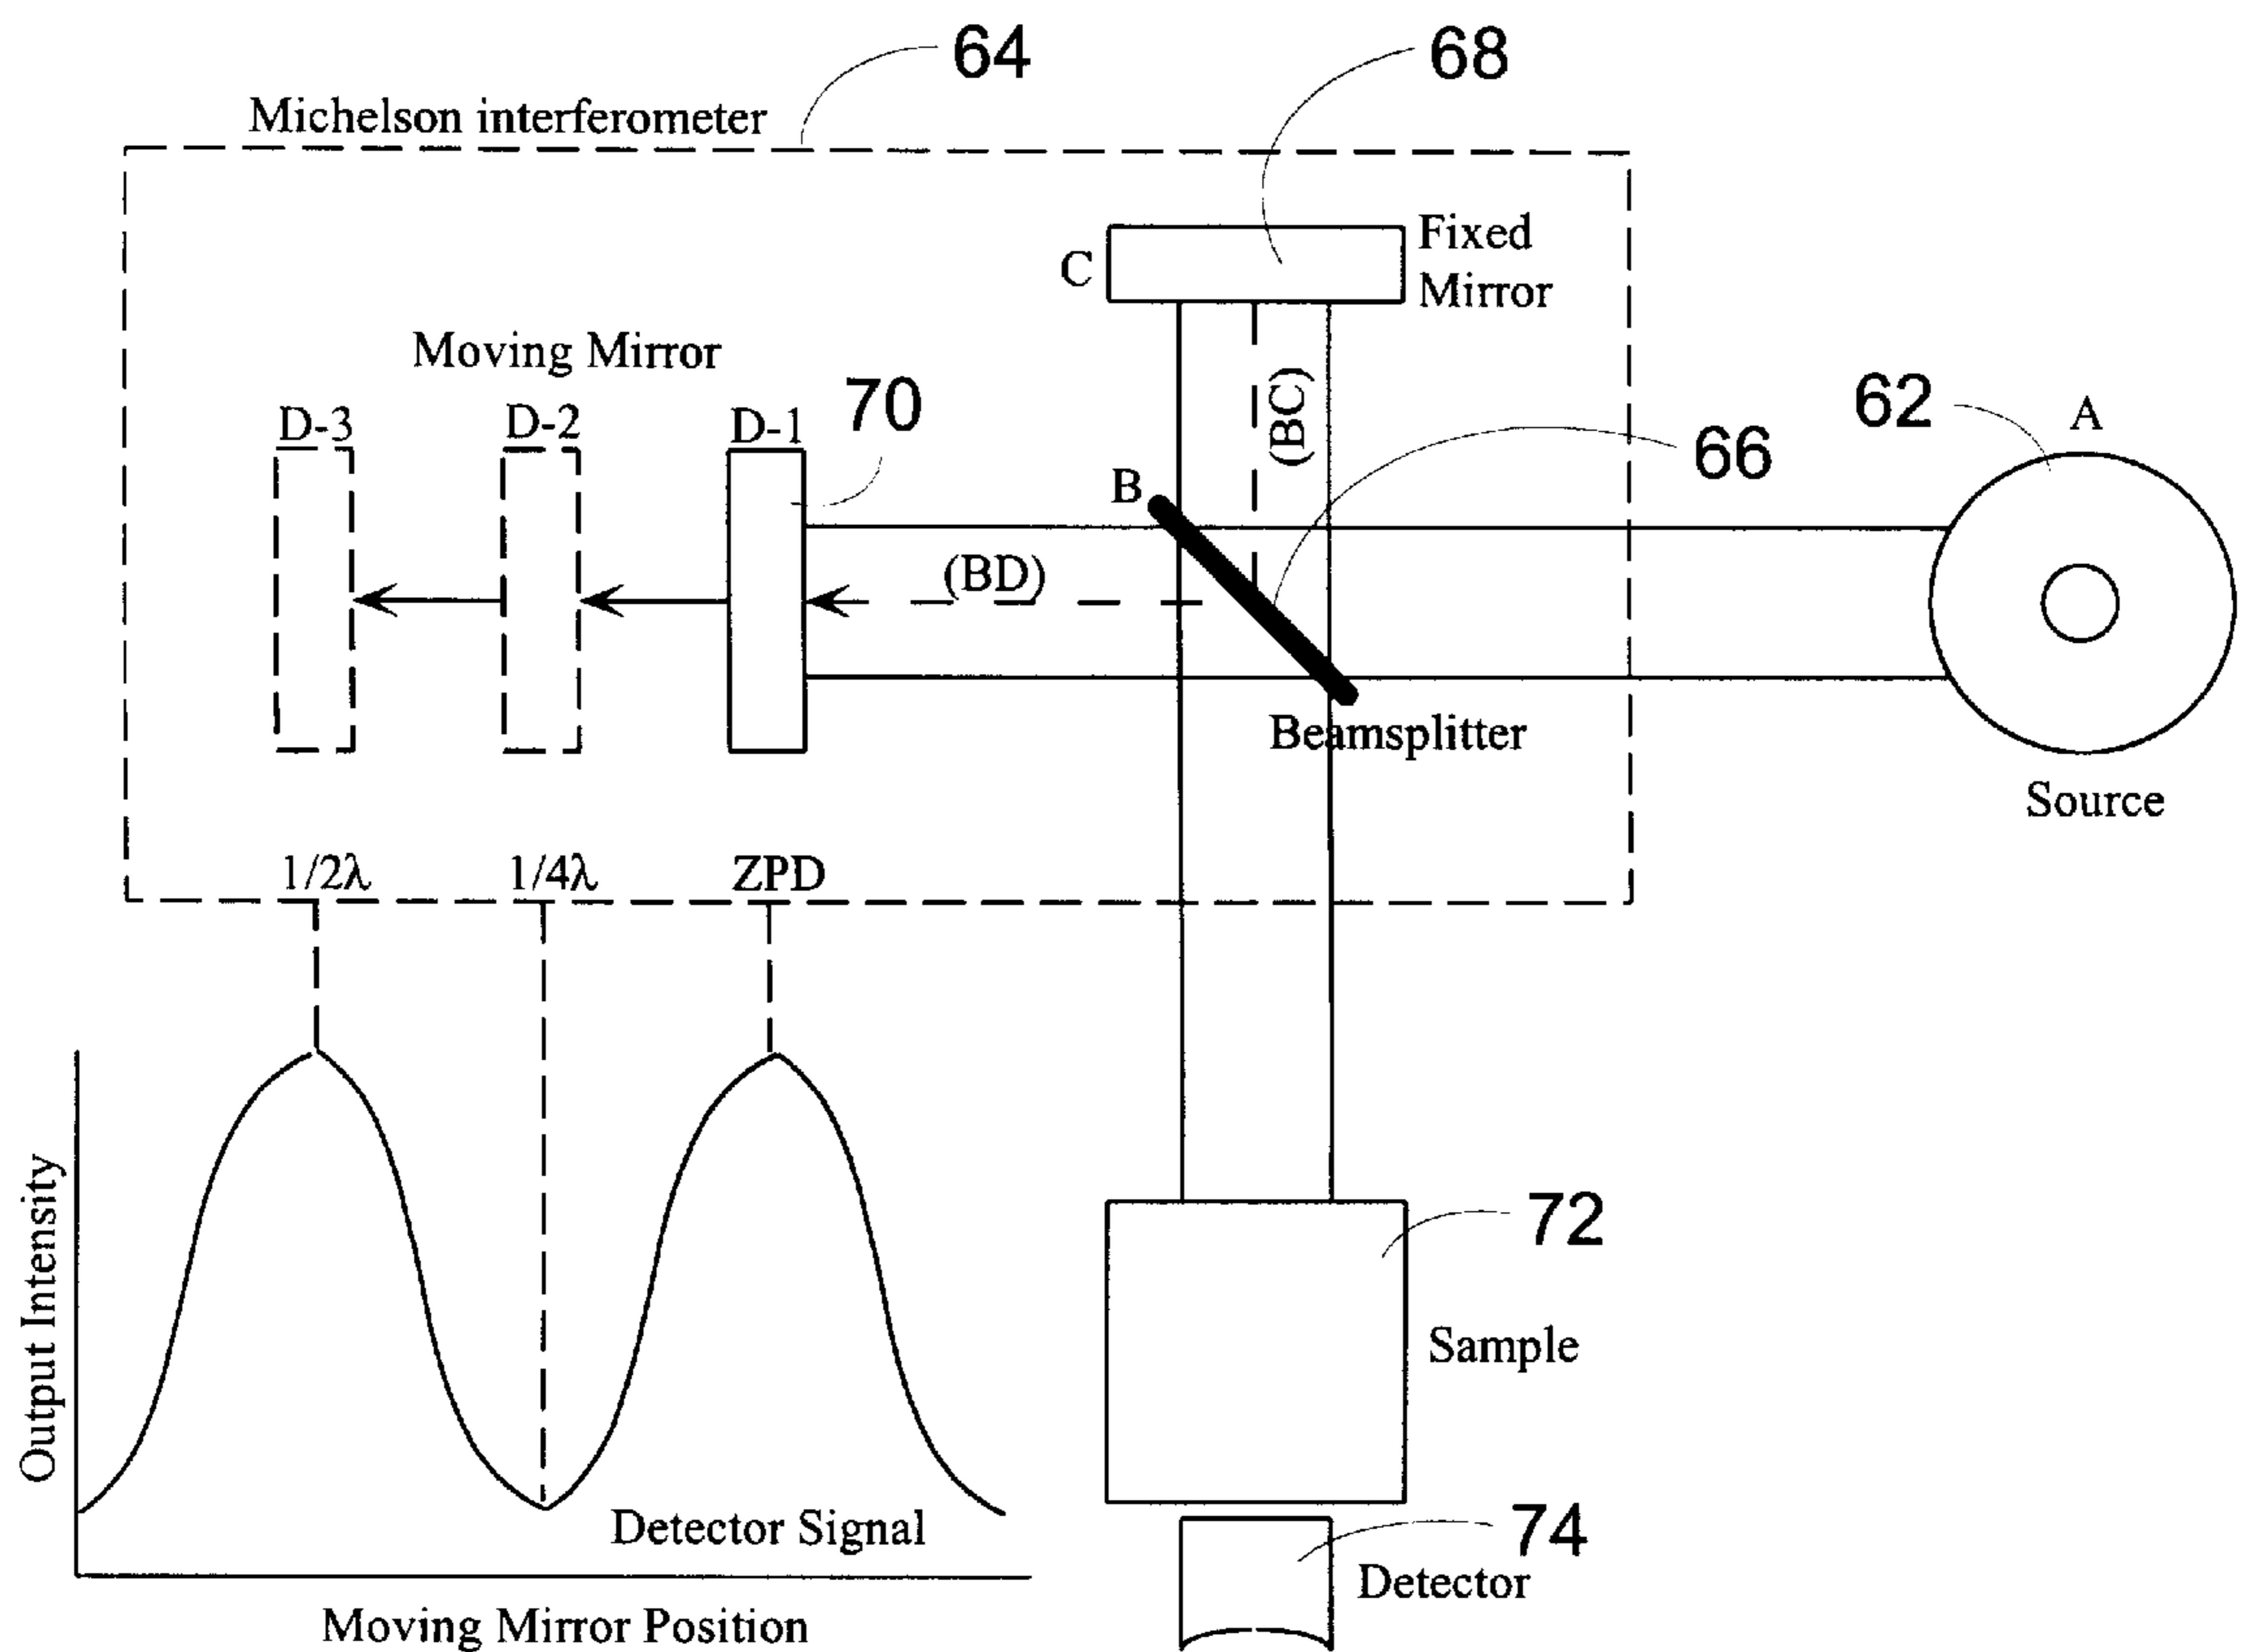 64
68
Michelson interferometer
Fixed
Mirror
C
Moving Mirror
70
(BC)
62
A
D-3
D-2
D-1
66
B
(BD)
Beamsplitter
Source
1/2λ
1/4λ
ZPD
72
Output Intensity
Sample
Detector Signal
74
Detector
Moving Mirror Position